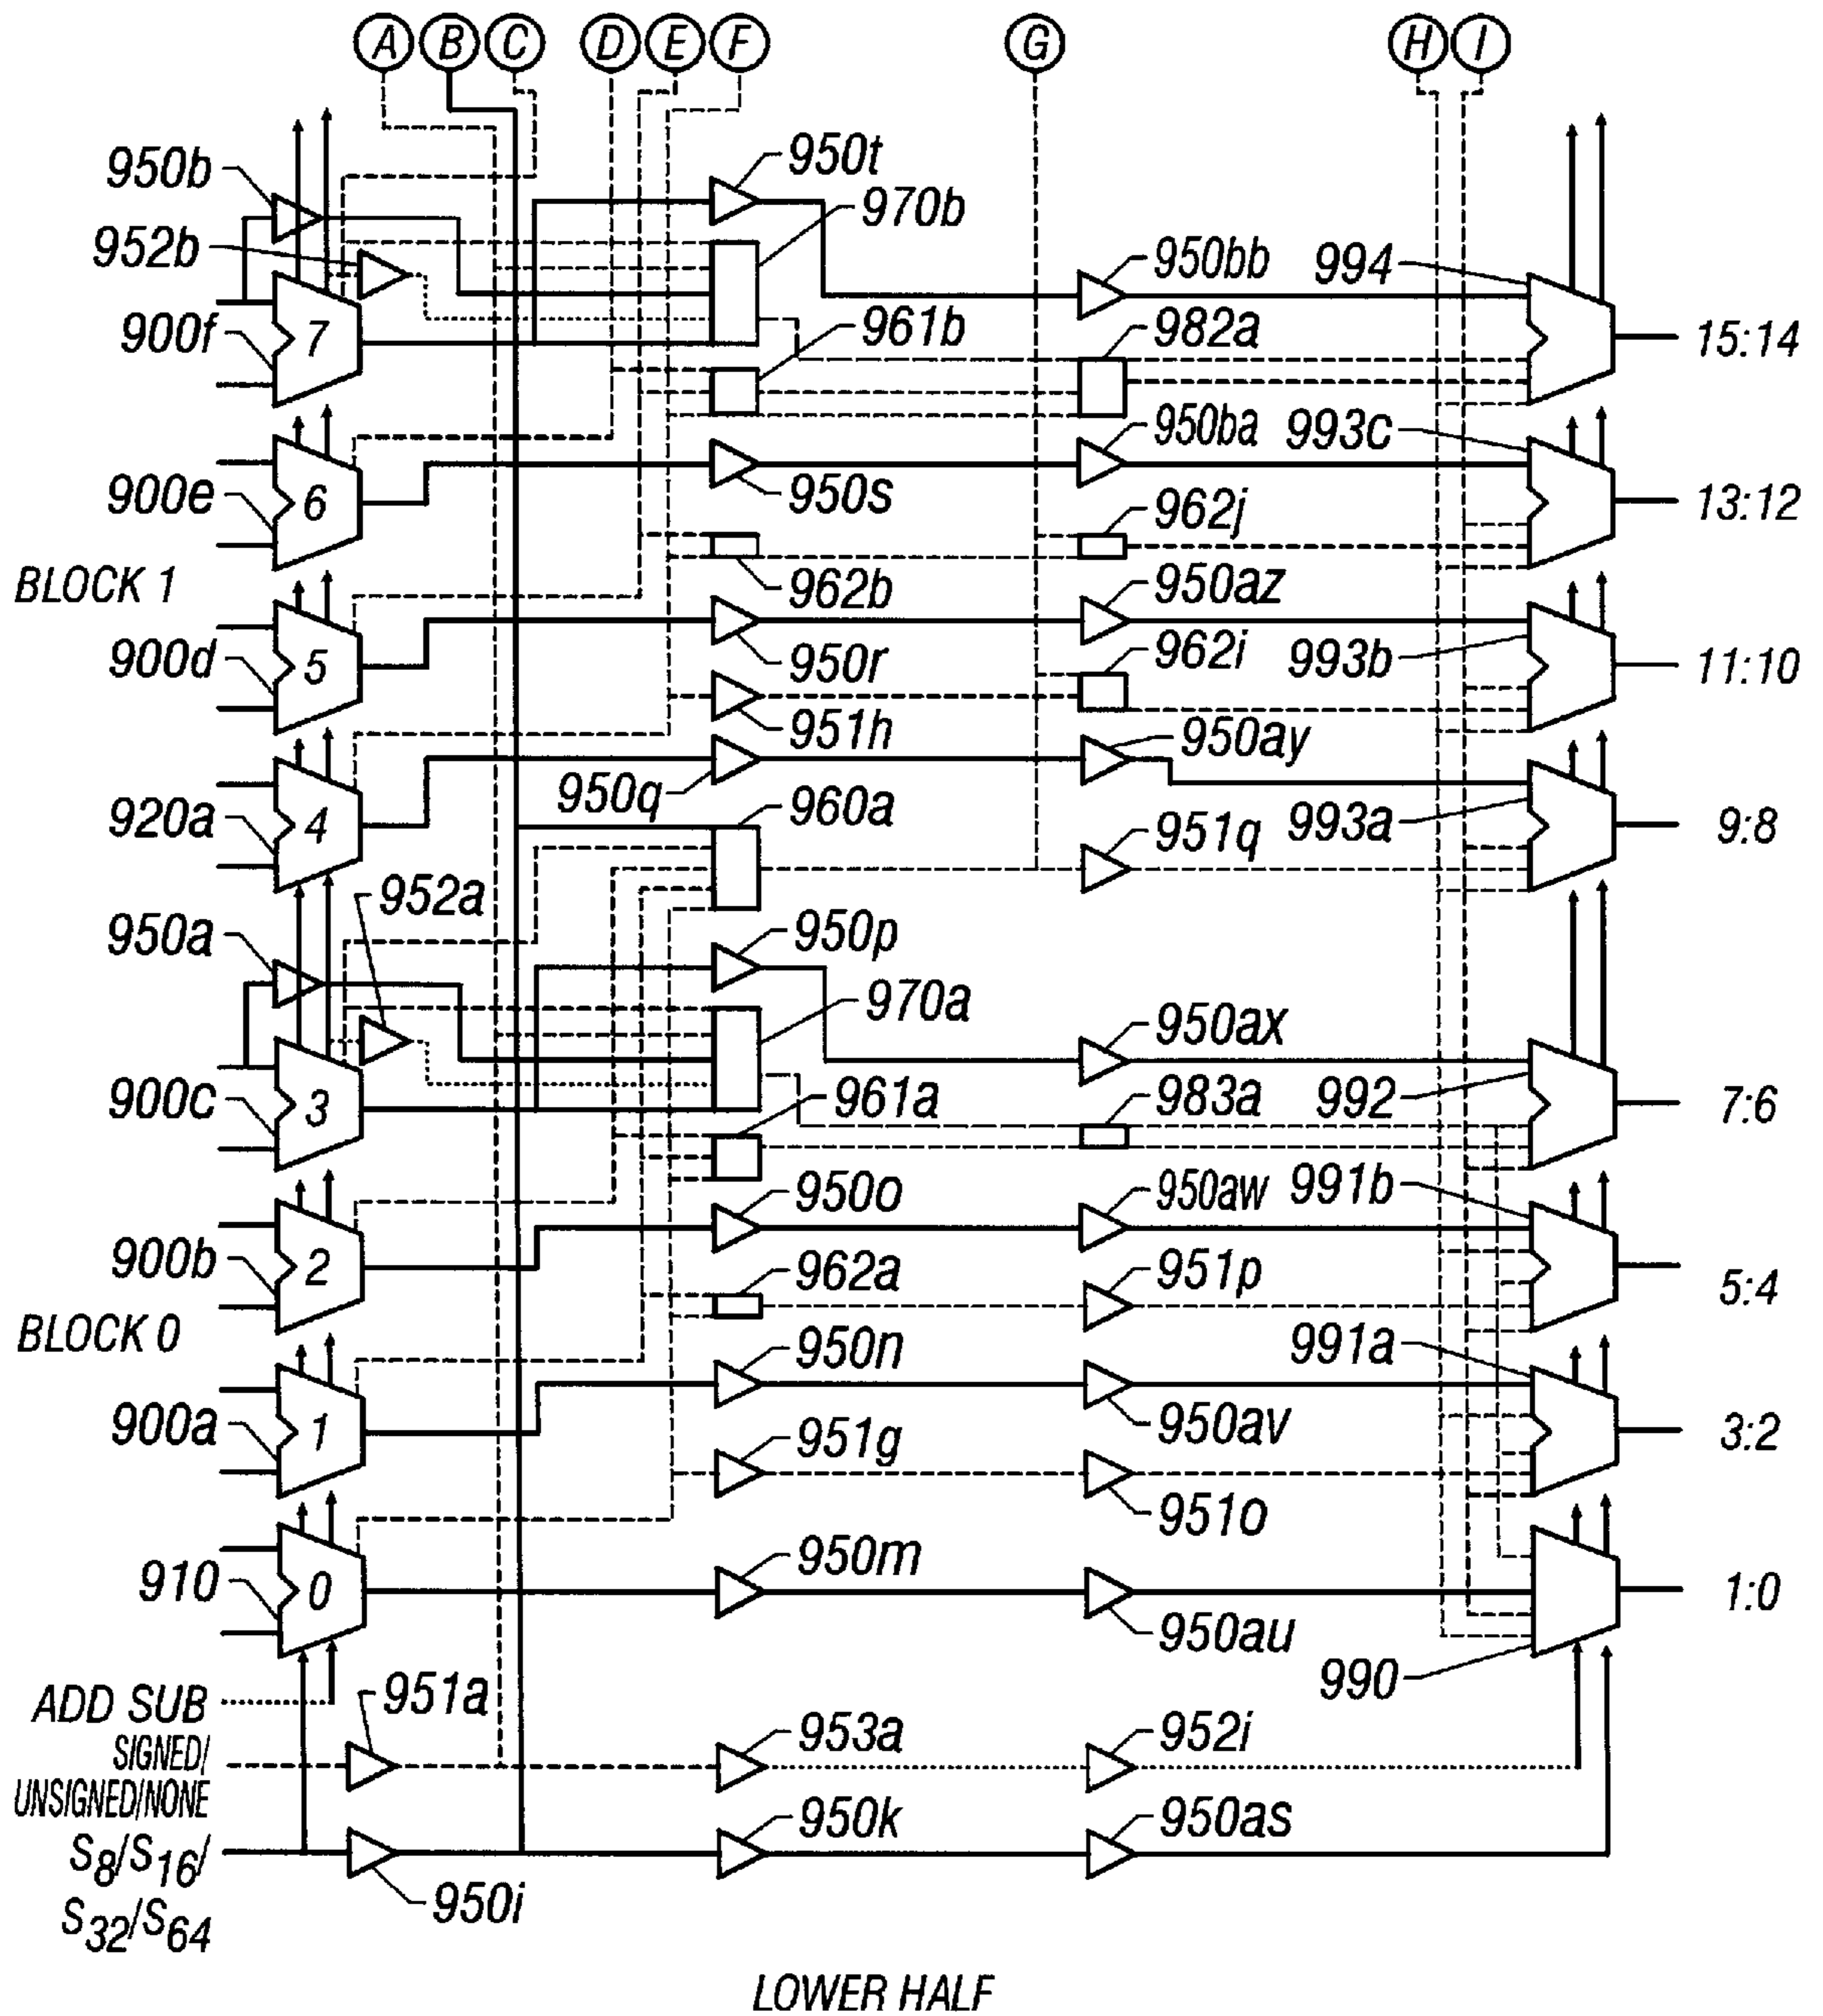 A B C D E F G H I
950b
950t
970b
952b
950bb
994
900f
7
961b
982a
15:14
950ba
993c
900e
6
950s
962j
13:12
BLOCK 1
962b
950az
900d
5
950r
962i
993b
11:10
951h
950ay
950q
960a
920a
4
951q
993a
9:8
952a
950a
950p
970a
950ax
900c
3
961a
983a
992
7:6
950o
950aw
991b
900b
2
962a
951p
5:4
BLOCK 0
950n
991a
900a
1
951g
950av
3:2
951o
910
0
950m
950au
1:0
990
ADD SUB
951a
SIGNED/
UNSIGNED/NONE
953a
952i
S8/S16/
S32/S64
950i
950k
950as
LOWER HALF